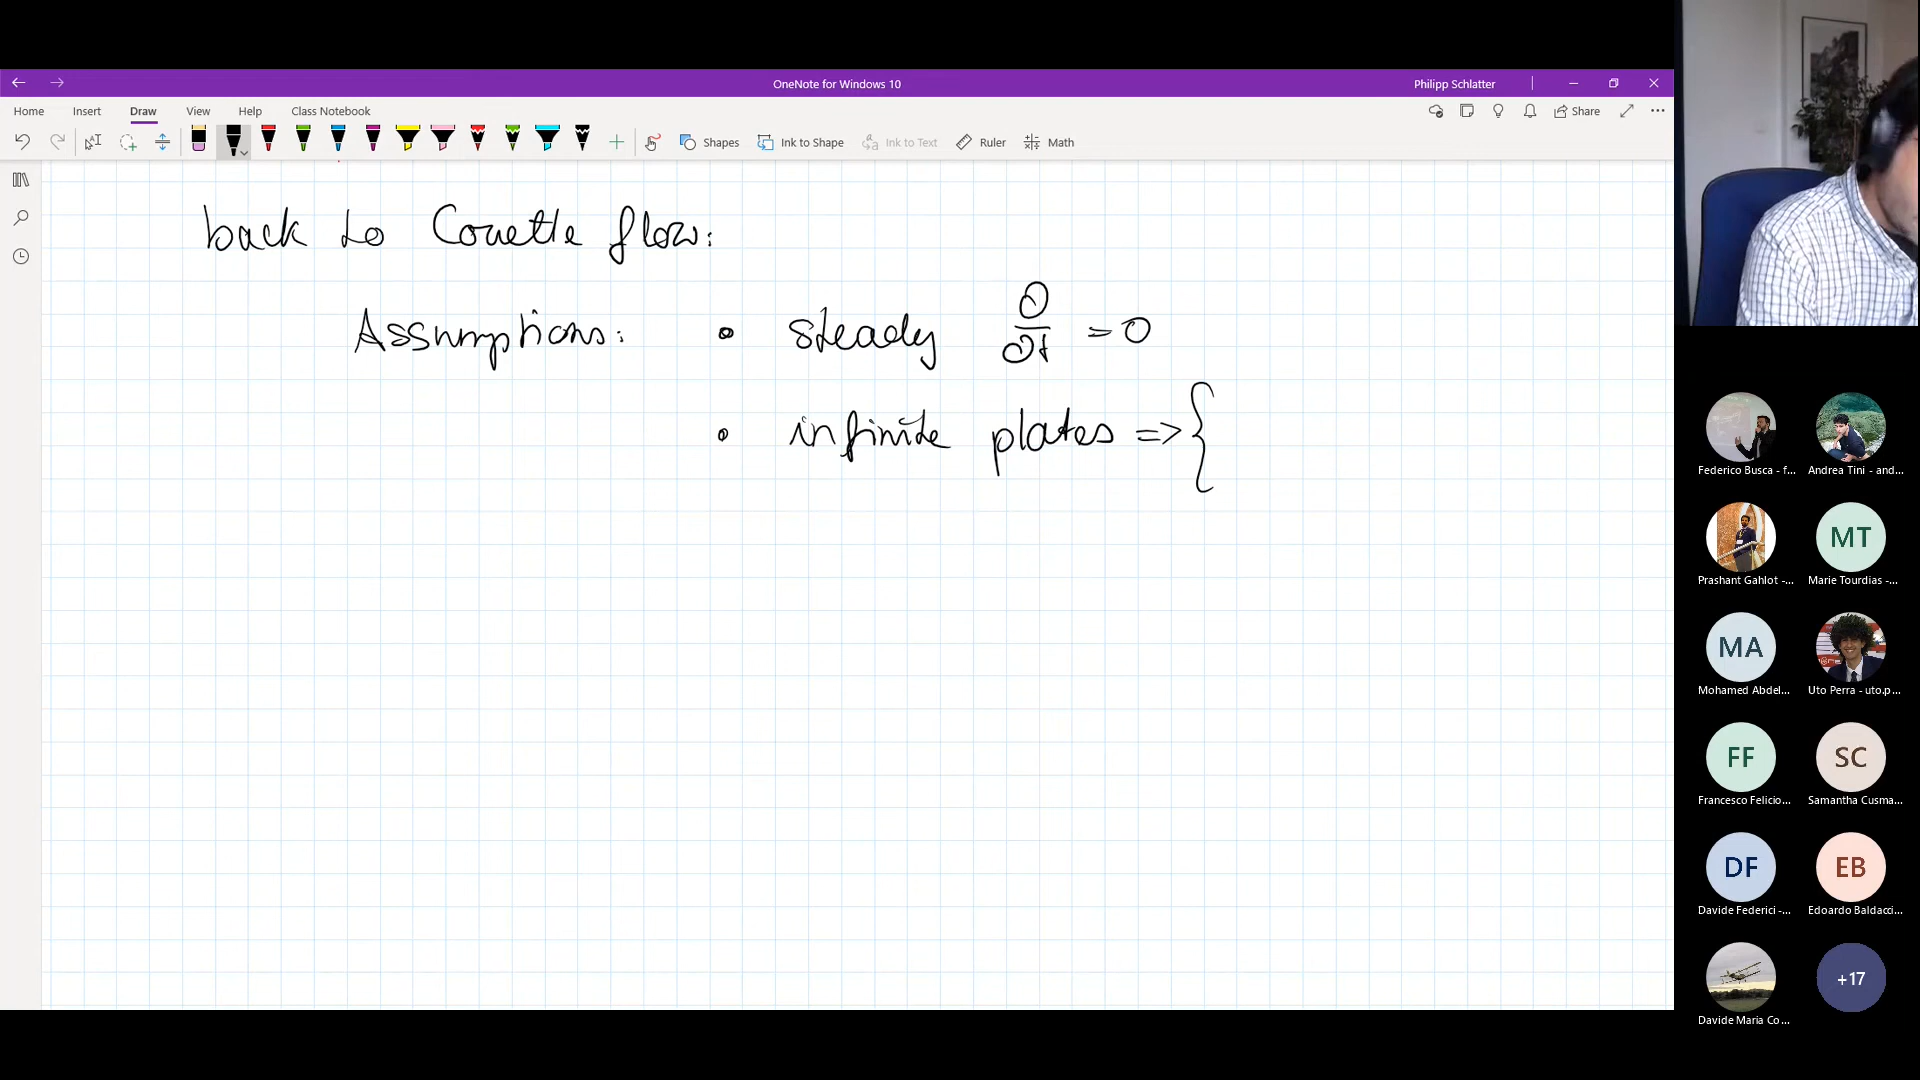 OneNote for Windows 10
Philipp Schlatter
Home Insert Draw View Help Class Notebook
Share
Shapes Ink to Shape Ink to Text Ruler Math
back to Couette flow:
Assumptions: • steady ∂/∂t = 0
• infinite plates => {
Federico Busca - f...
Andrea Tini - and...
Prashant Gahlot -...
MT
Marie Tourdias -...
MA
Mohamed Abdel...
Uto Perra - uto.p...
FF
Francesco Felicio...
SC
Samantha Cusma...
DF
Davide Federici -...
EB
Edoardo Baldacci...
Davide Maria Co...
+17